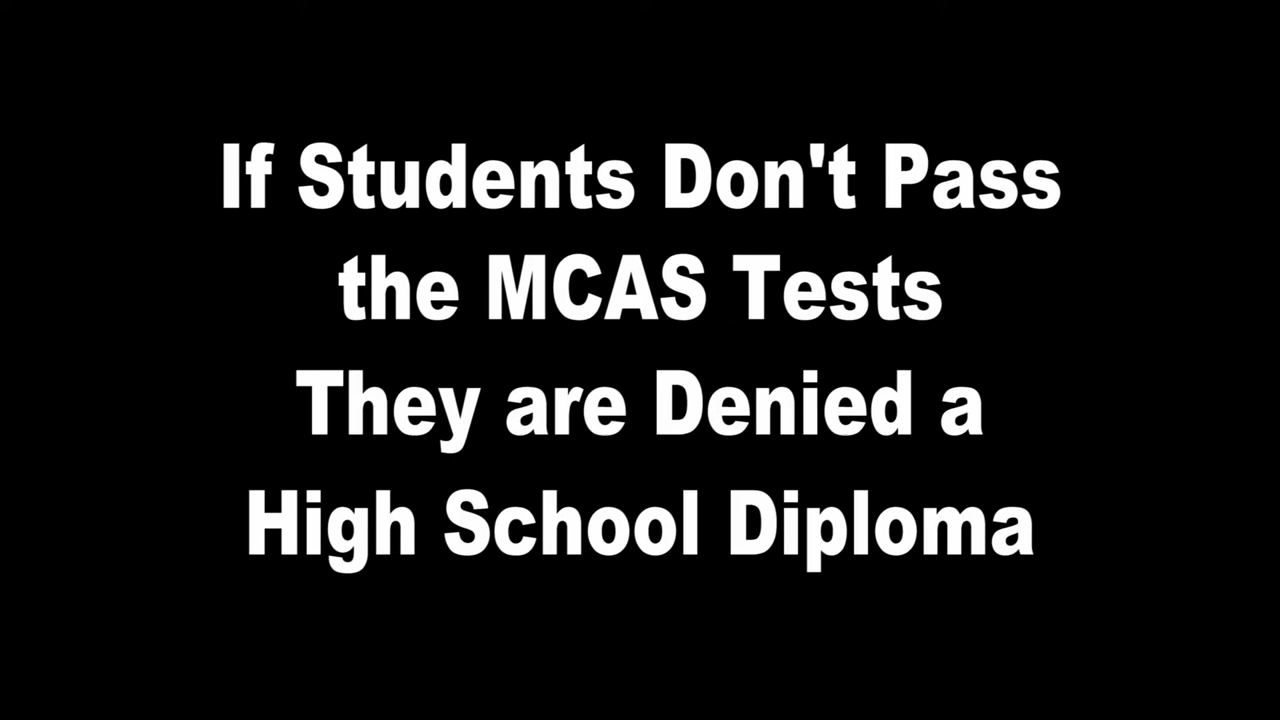 If Students Don't Pass
the MCAS Tests
They are Denied a
High School Diploma